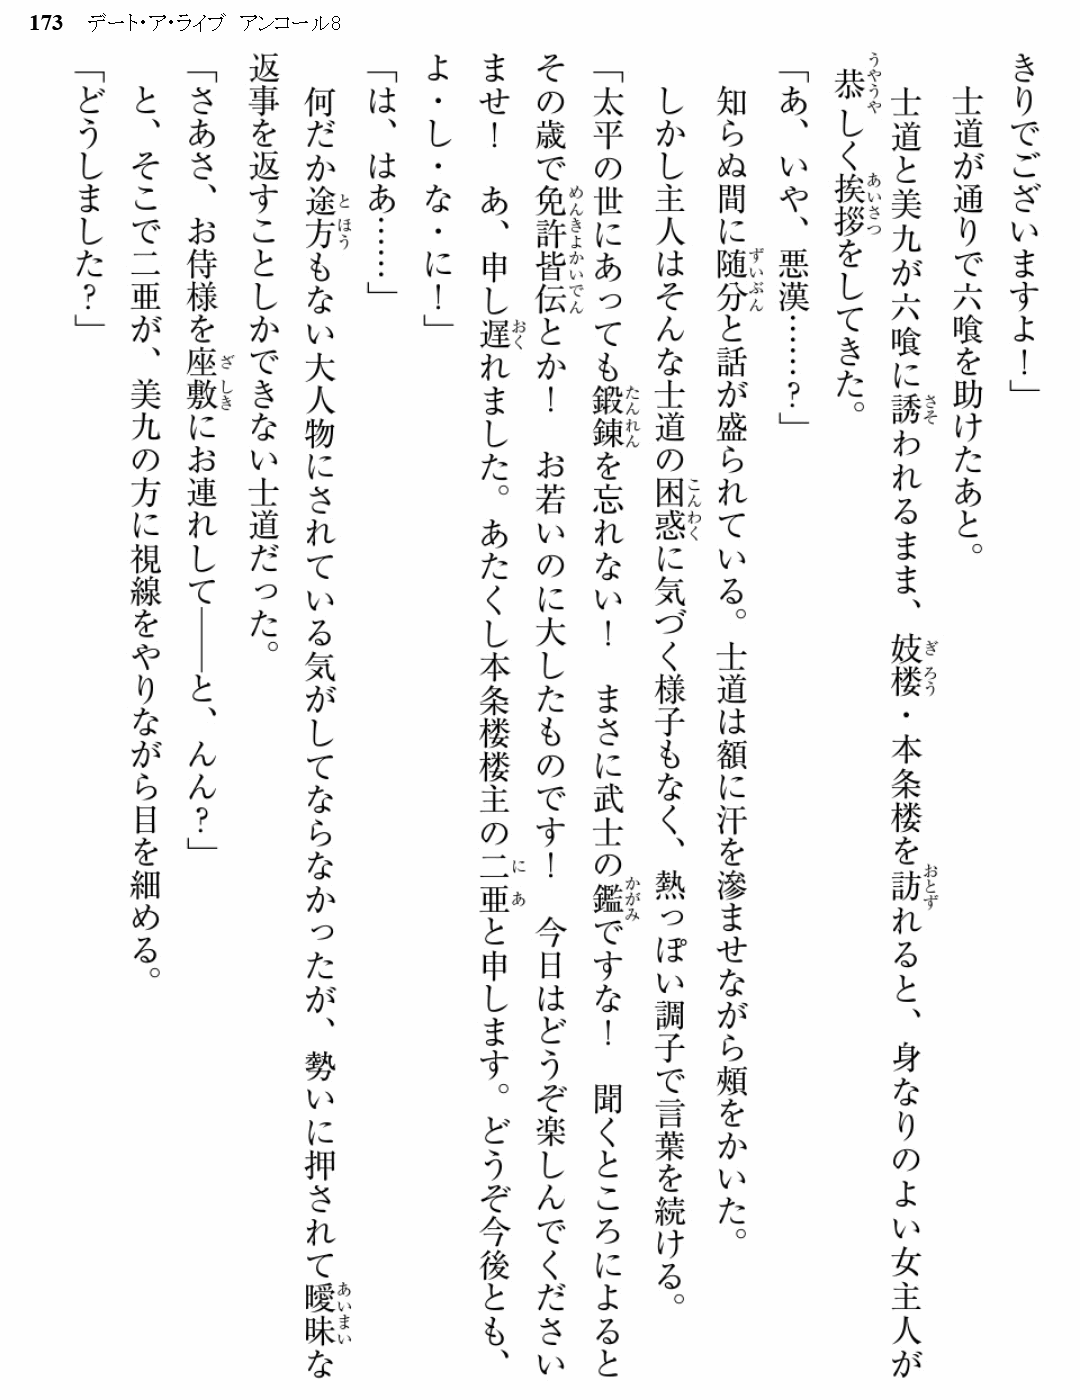 173 デート・ア・ライブ アンコール8
きりでございますよ！」
士道が通りで六喰を助けたあと。
士道と美九が六喰に誘われるまま、妓楼・本条楼を訪れると、身なりのよい女主人が
恭しく挨拶をしてきた。
「あ、いや、悪漢……？」
知らぬ間に随分と話が盛られている。士道は額に汗を滲ませながら頬をかいた。
しかし主人はそんな士道の困惑に気づく様子もなく、熱っぽい調子で言葉を続ける。
「太平の世にあっても鍛錬を忘れない！　まさに武士の鑑ですな！　聞くところによると
その歳で免許皆伝とか！　お若いのに大したものです！　今日はどうぞ楽しんでください
ませ！　あ、申し遅れました。あたくし本条楼楼主の二亜と申します。どうぞ今後とも、
よ・し・な・に！」
「は、はあ……」
何だか途方もない大人物にされている気がしてならなかったが、勢いに押されて曖昧な
返事を返すことしかできない士道だった。
「さあさ、お侍様を座敷にお連れして――と、んん？」
と、そこで二亜が、美九の方に視線をやりながら目を細める。
「どうしました？」